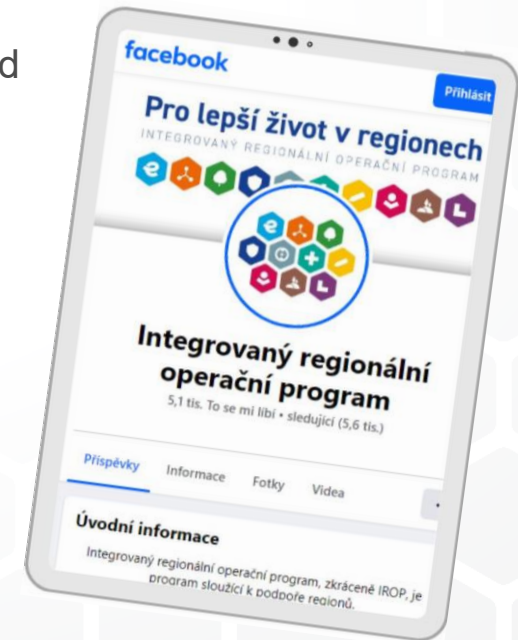 d
facebook
Přihlásit
Pro lepší život v regionech
INTEGROVANÝ REGIONÁLNÍ OPERAČNÍ PROGRAM
Integrovaný regionální
operační program
5,1 tis. To se mi líbí • sledující (5,6 tis.)
Příspěvky Informace Fotky Videa
Úvodní informace
Integrovaný regionální operační program, zkráceně IROP, je
program sloužící k podpoře regionů.